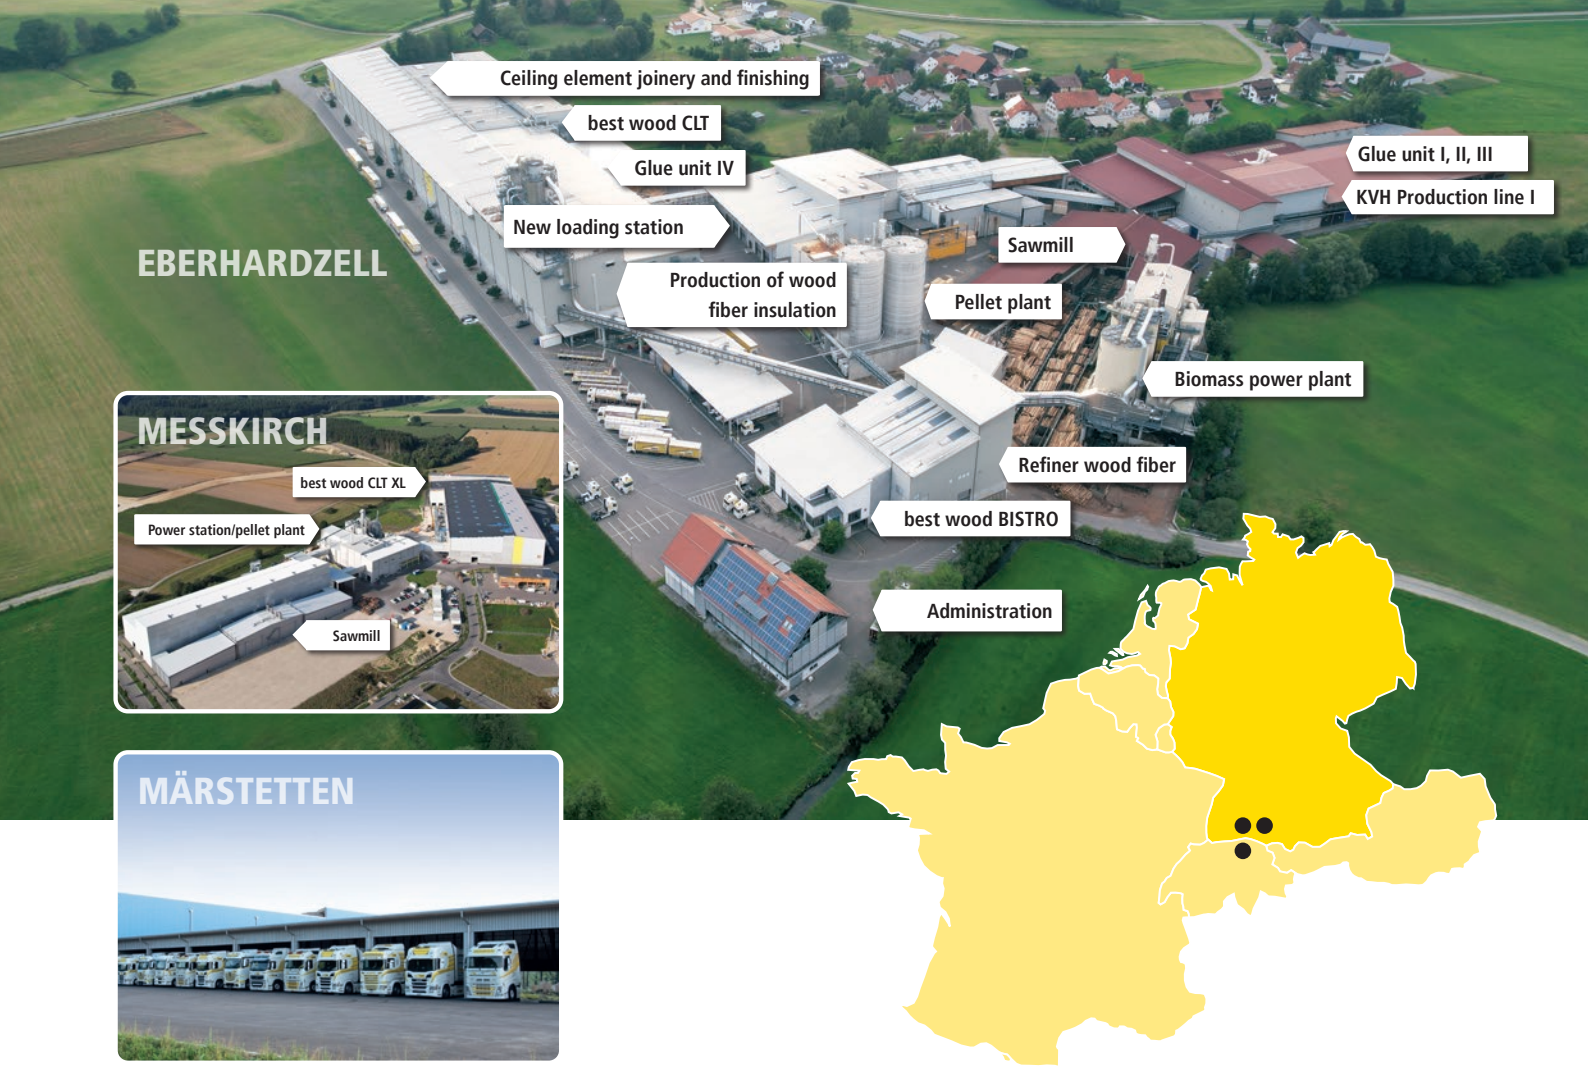 Ceiling element joinery and finishing
best wood CLT
Glue unit IV
Glue unit I, II, III
KVH Production line I
New loading station
Sawmill
EBERHARDZELL
Production of wood
fiber insulation
Pellet plant
Biomass power plant
Refiner wood fiber
best wood BISTRO
Administration
MESSKIRCH
best wood CLT XL
Power station/pellet plant
Sawmill
MÄRSTETTEN